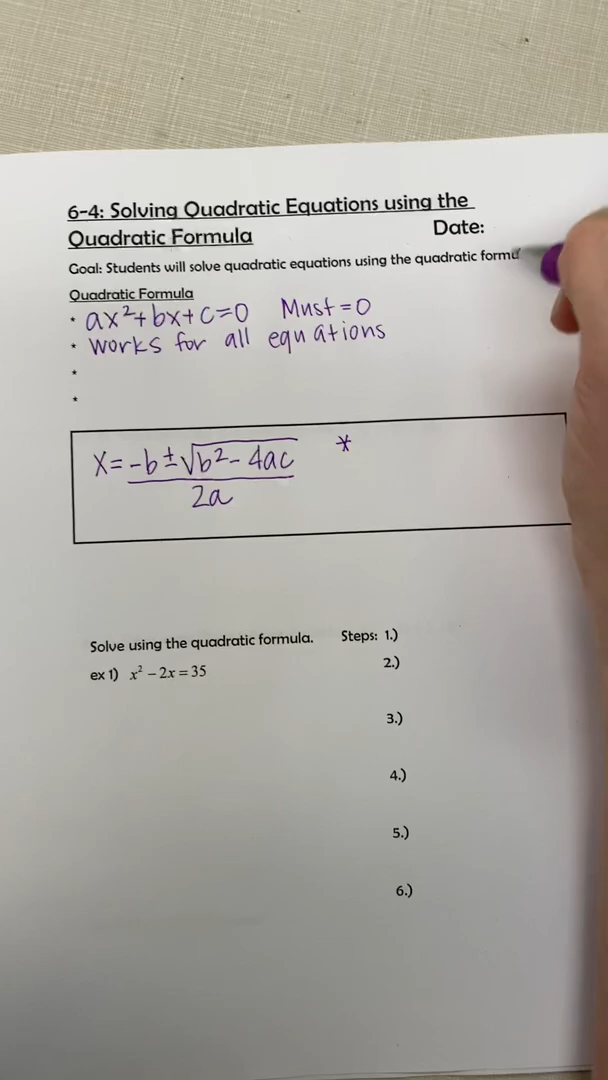 6-4: Solving Quadratic Equations using the
Quadratic Formula Date:
Goal: Students will solve quadratic equations using the quadratic
Quadratic Formula
• ax²+bx+c=0 Must=0
• works for all equations
•
•
x = -b±√b²-4ac / 2a *
Solve using the quadratic formula. Steps: 1.)
ex 1) x² – 2x = 35 2.)
3.)
4.)
5.)
6.)